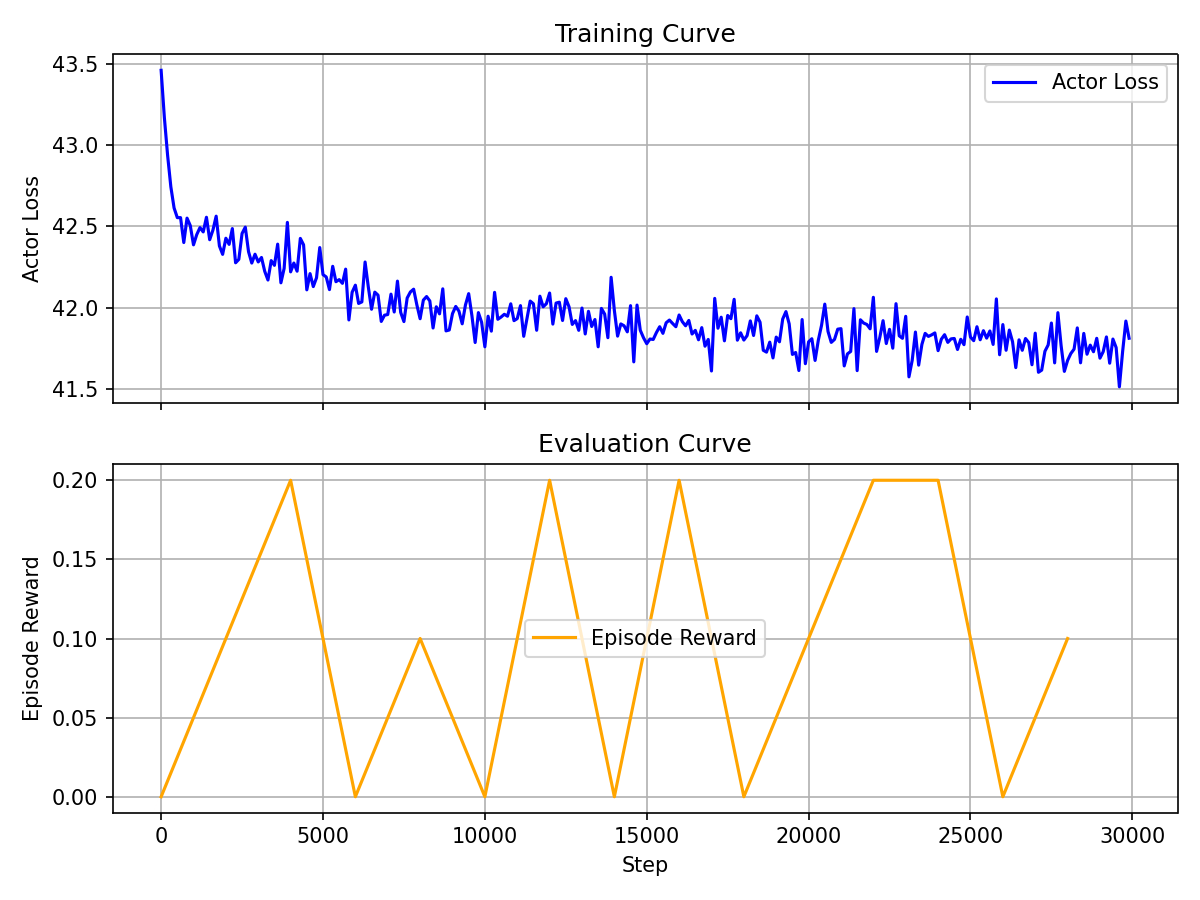 Training Curve
43.5
43.0
42.5
42.0
41.5
Actor Loss
Actor Loss
Evaluation Curve
0.20
0.15
0.10
0.05
0.00
Episode Reward
Episode Reward
0 5000 10000 15000 20000 25000 30000
Step